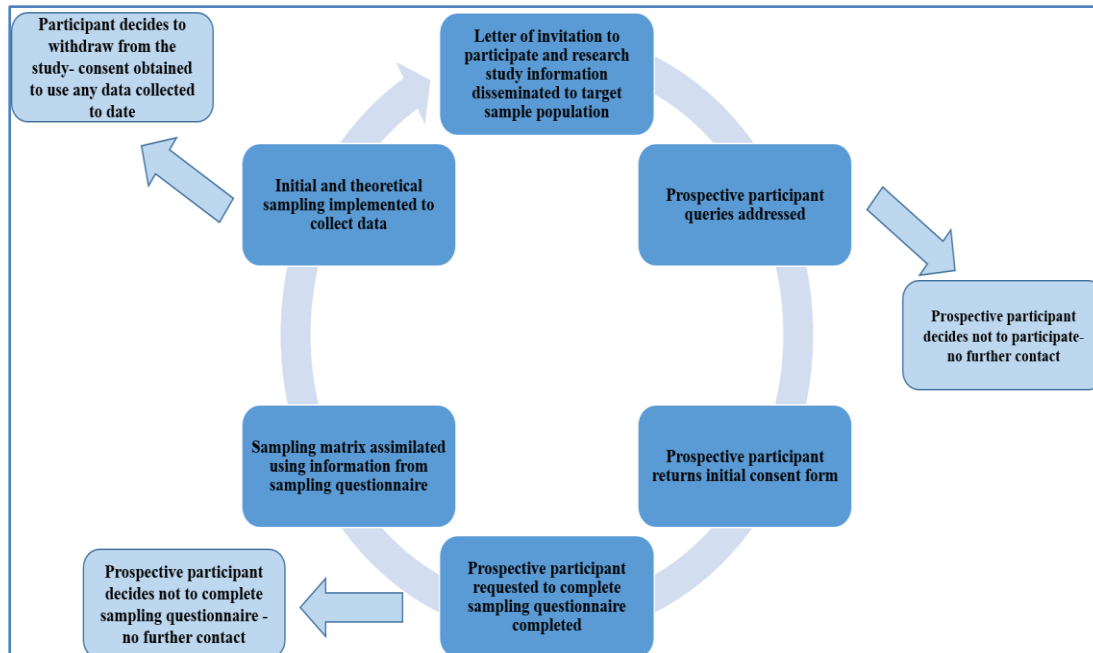 Participant decides to
withdraw from the
study- consent obtained
to use any data collected
to date
Letter of invitation to
participate and research
study information
disseminated to target
sample population
Initial and theoretical
sampling implemented to
collect data
Prospective participant
queries addressed
Prospective participant
decides not to participate-
no further contact
Sampling matrix assimilated
using information from
sampling questionnaire
Prospective participant
returns initial consent form
Prospective participant
decides not to complete
sampling questionnaire -
no further contact
Prospective participant
requested to complete
sampling questionnaire
completed